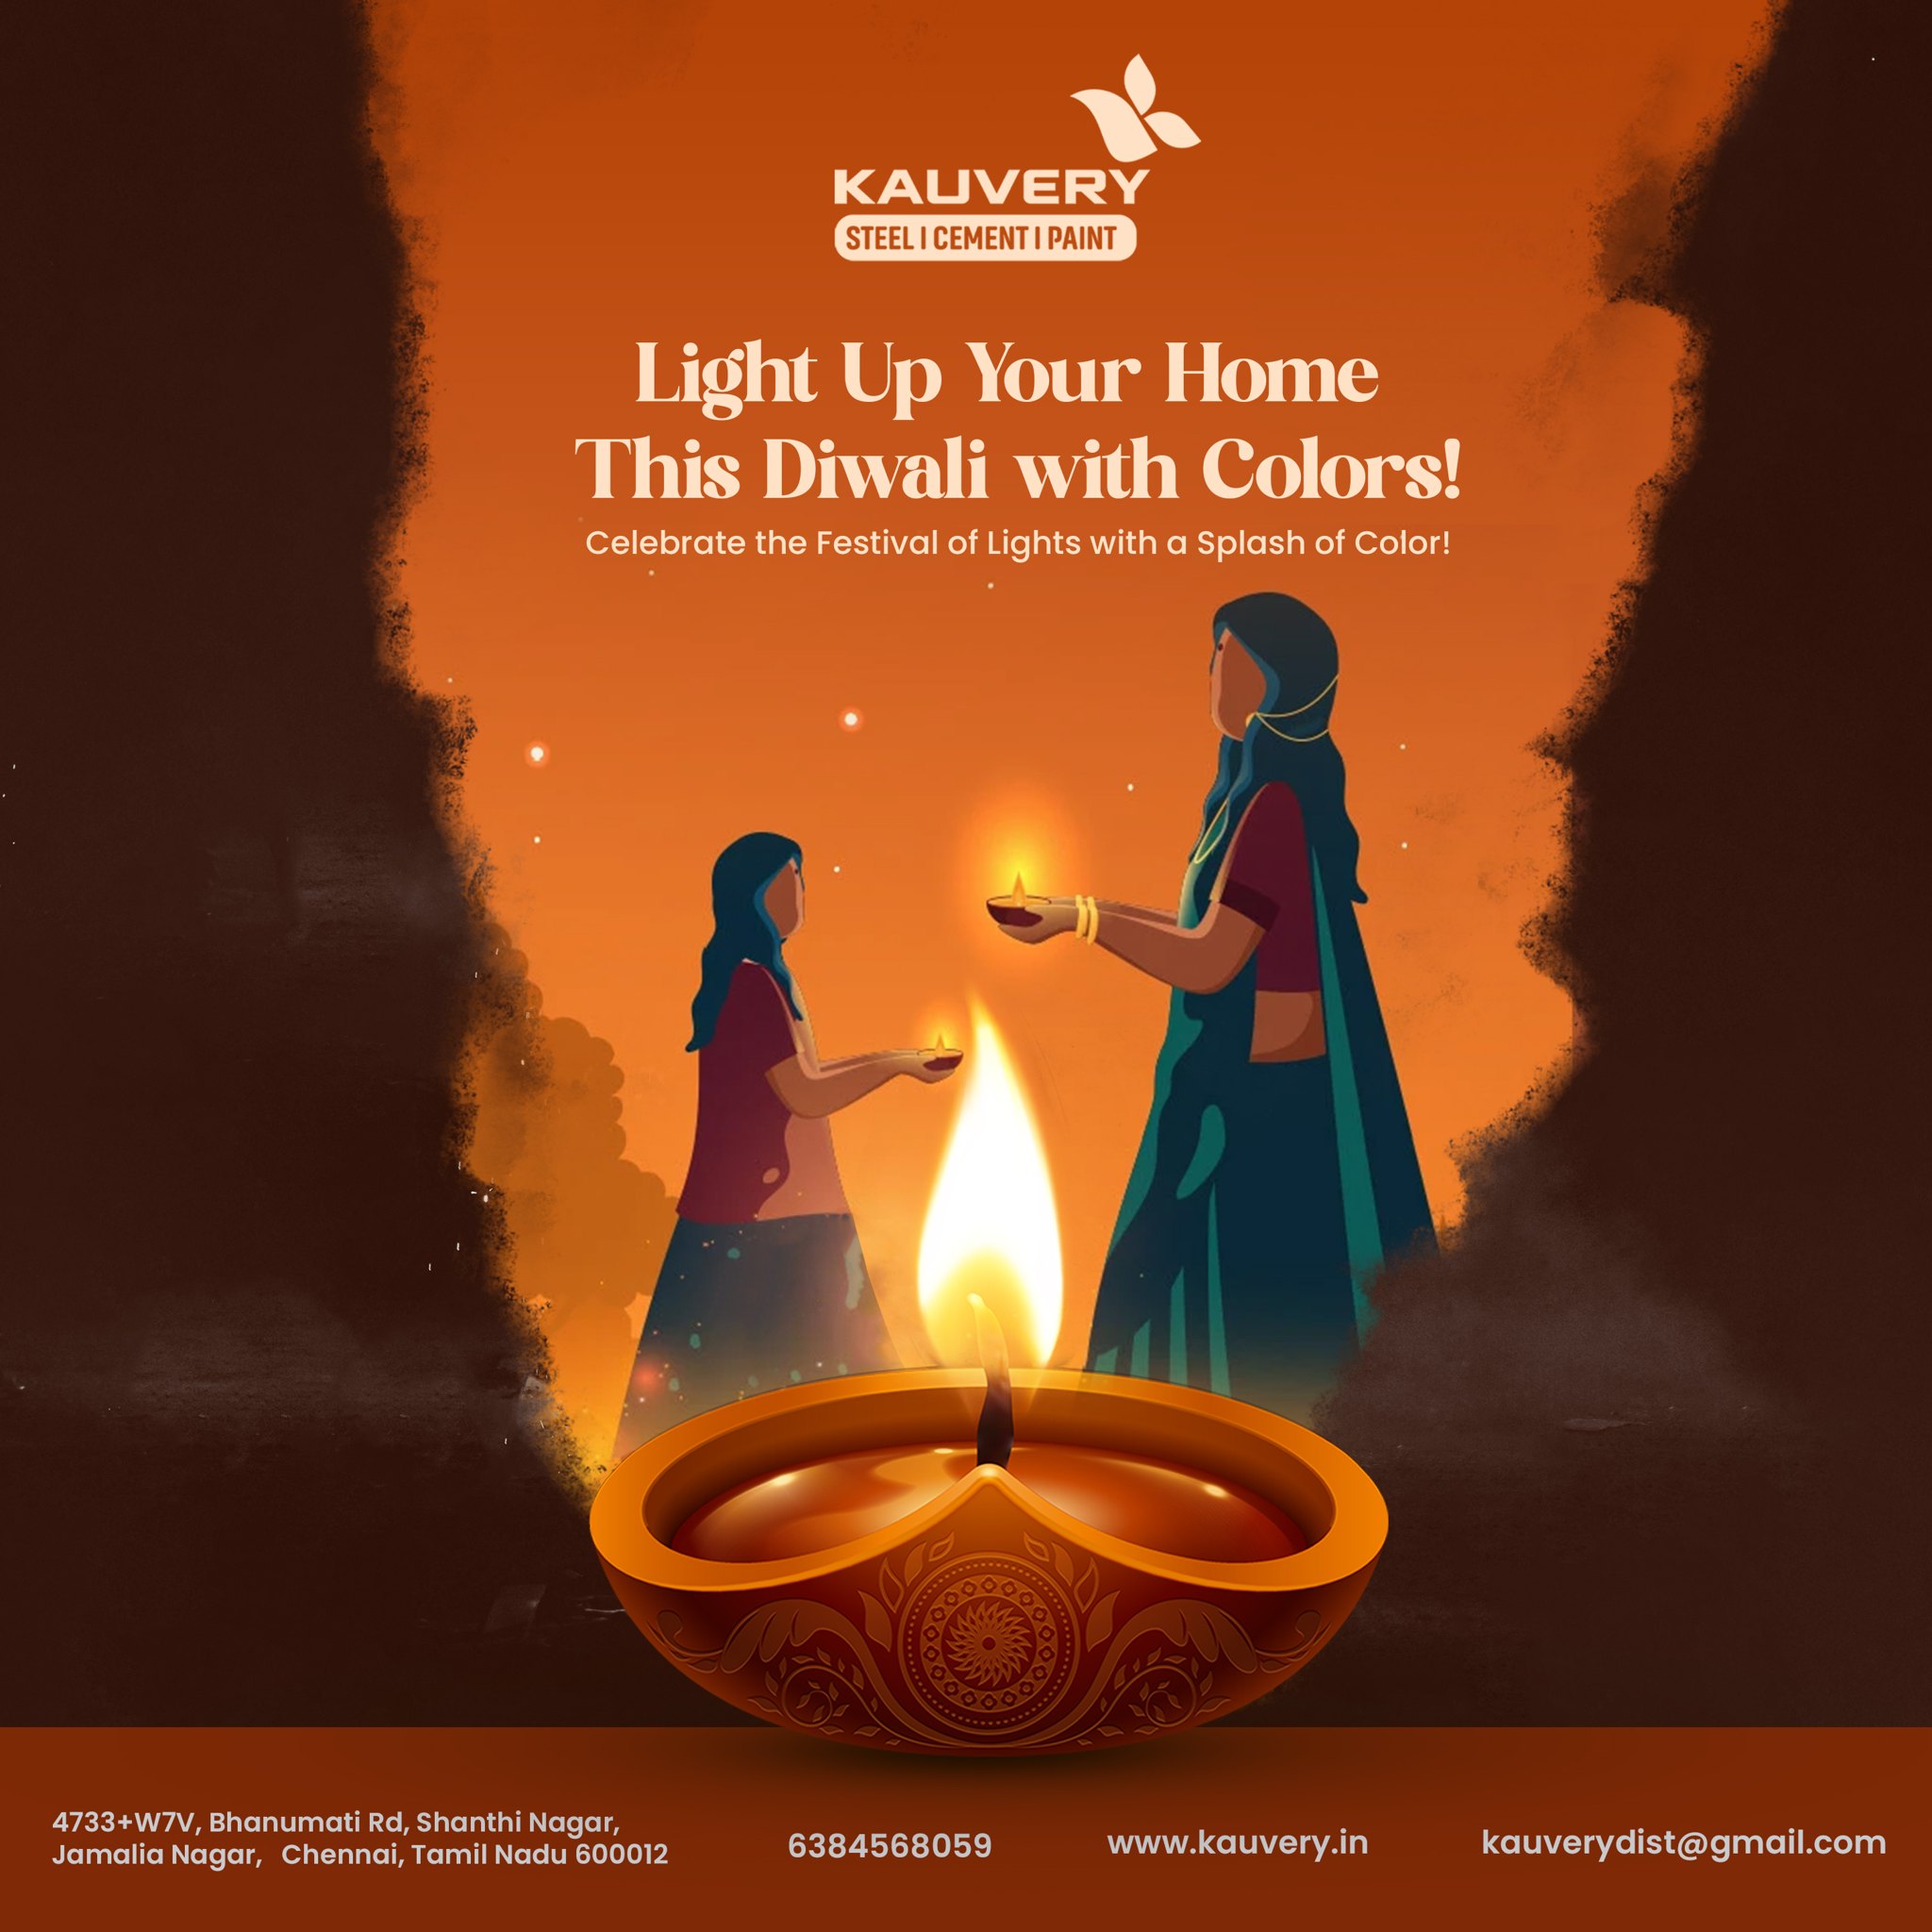 KAUVERY
STEEL | CEMENT | PAINT
Light Up Your Home
This Diwali with Colors!
Celebrate the Festival of Lights with a Splash of Color!
4733+W7V, Bhanumati Rd, Shanthi Nagar,
Jamalia Nagar, Chennai, Tamil Nadu 600012
6384568059
www.kauvery.in
kauverydist@gmail.com